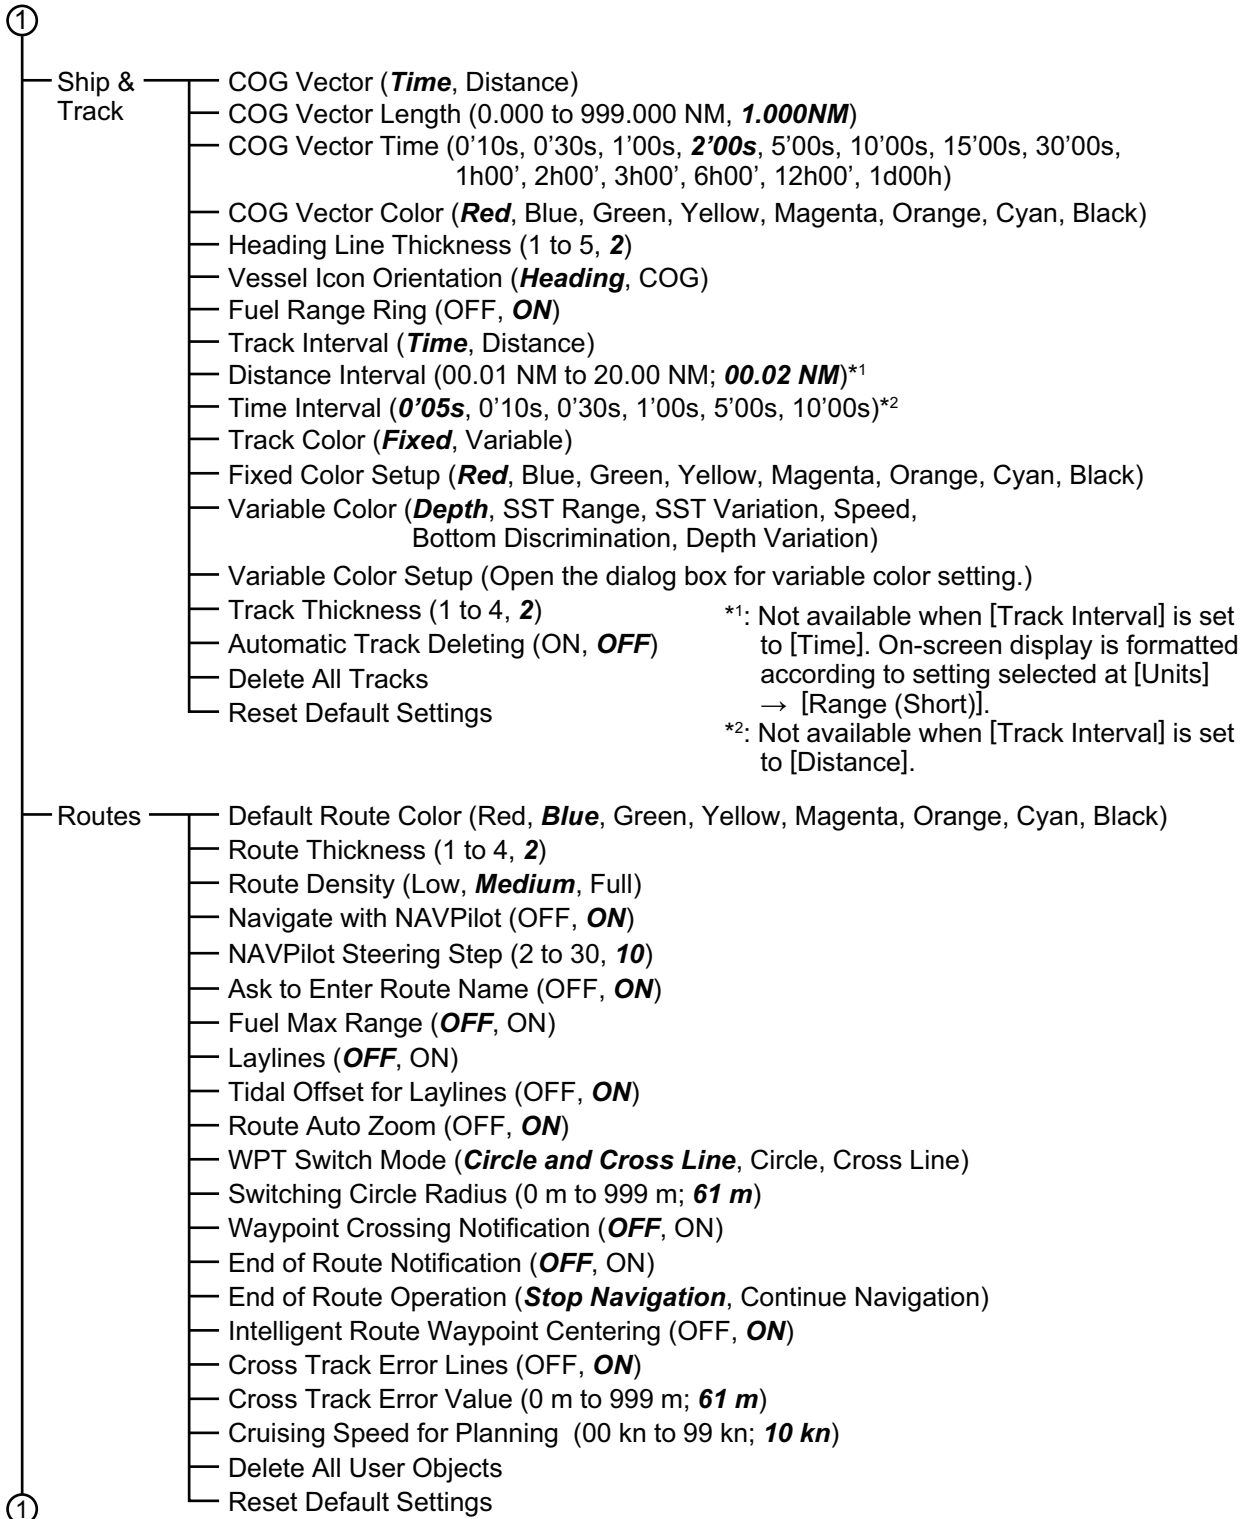 1
Ship &
Track
COG Vector (Time, Distance)
COG Vector Length (0.000 to 999.000 NM, 1.000NM)
COG Vector Time (0’10s, 0’30s, 1’00s, 2’00s, 5’00s, 10’00s, 15’00s, 30’00s,
1h00’, 2h00’, 3h00’, 6h00’, 12h00’, 1d00h)
COG Vector Color (Red, Blue, Green, Yellow, Magenta, Orange, Cyan, Black)
Heading Line Thickness (1 to 5, 2)
Vessel Icon Orientation (Heading, COG)
Fuel Range Ring (OFF, ON)
Track Interval (Time, Distance)
Distance Interval (00.01 NM to 20.00 NM; 00.02 NM)*1
Time Interval (0’05s, 0’10s, 0’30s, 1’00s, 5’00s, 10’00s)*2
Track Color (Fixed, Variable)
Fixed Color Setup (Red, Blue, Green, Yellow, Magenta, Orange, Cyan, Black)
Variable Color (Depth, SST Range, SST Variation, Speed,
Bottom Discrimination, Depth Variation)
Variable Color Setup (Open the dialog box for variable color setting.)
Track Thickness (1 to 4, 2)
Automatic Track Deleting (ON, OFF)
Delete All Tracks
Reset Default Settings
*1: Not available when [Track Interval] is set
to [Time]. On-screen display is formatted
according to setting selected at [Units]
→ [Range (Short)].
*2: Not available when [Track Interval] is set
to [Distance].
Routes
Default Route Color (Red, Blue, Green, Yellow, Magenta, Orange, Cyan, Black)
Route Thickness (1 to 4, 2)
Route Density (Low, Medium, Full)
Navigate with NAVPilot (OFF, ON)
NAVPilot Steering Step (2 to 30, 10)
Ask to Enter Route Name (OFF, ON)
Fuel Max Range (OFF, ON)
Laylines (OFF, ON)
Tidal Offset for Laylines (OFF, ON)
Route Auto Zoom (OFF, ON)
WPT Switch Mode (Circle and Cross Line, Circle, Cross Line)
Switching Circle Radius (0 m to 999 m; 61 m)
Waypoint Crossing Notification (OFF, ON)
End of Route Notification (OFF, ON)
End of Route Operation (Stop Navigation, Continue Navigation)
Intelligent Route Waypoint Centering (OFF, ON)
Cross Track Error Lines (OFF, ON)
Cross Track Error Value (0 m to 999 m; 61 m)
Cruising Speed for Planning (00 kn to 99 kn; 10 kn)
Delete All User Objects
Reset Default Settings
1